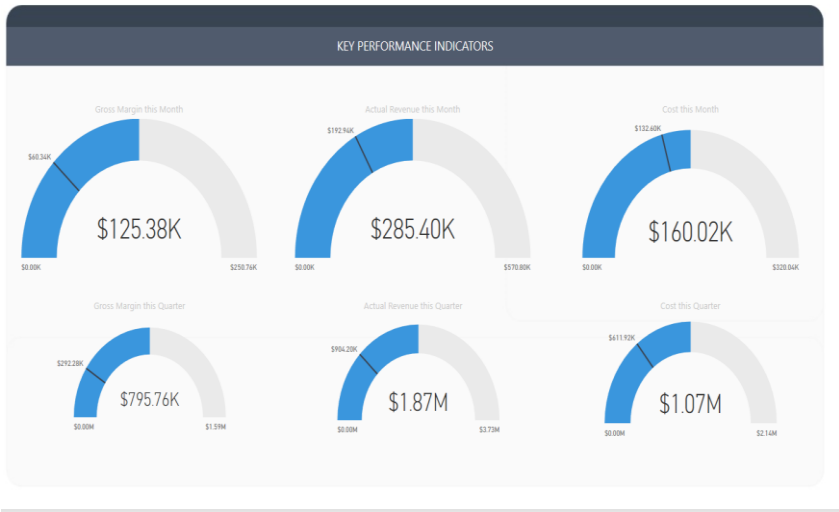 KEY PERFORMANCE INDICATORS
Gross Margin this Month
Actual Revenue this Month
Cost this Month
$60.34K
$192.94K
$132.60K
$125.38K
$285.40K
$160.02K
$0.00K
$250.76K
$0.00K
$570.80K
$0.00K
$320.04K
Gross Margin this Quarter
Actual Revenue this Quarter
Cost this Quarter
$292.28K
$904.20K
$611.92K
$795.76K
$1.87M
$1.07M
$0.00M
$1.59M
$0.00M
$3.73M
$0.00M
$2.14M